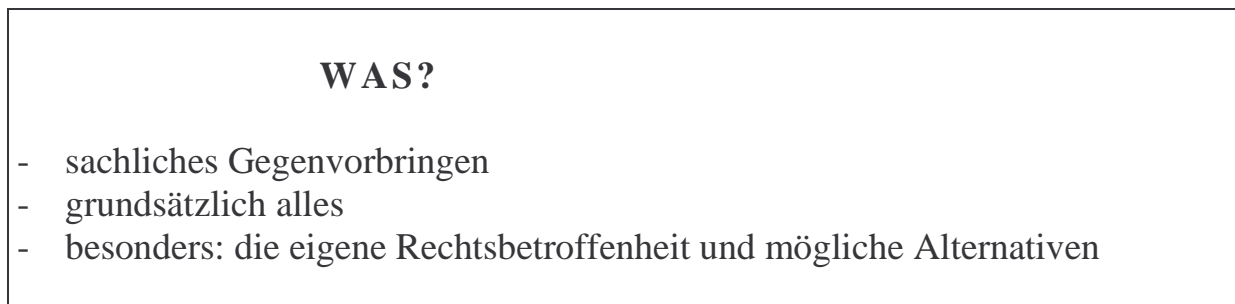 WAS?
- sachliches Gegenvorbringen
- grundsätzlich alles
- besonders: die eigene Rechtsbetroffenheit und mögliche Alternativen